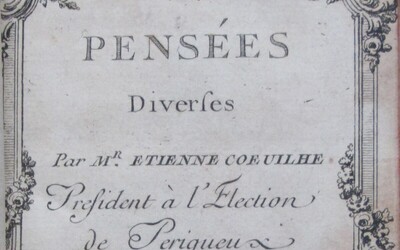 PENSÉES
Diverſes
Par Mr. ETIENNE COEUILHE
Preſident à l'Election
de Perigueux